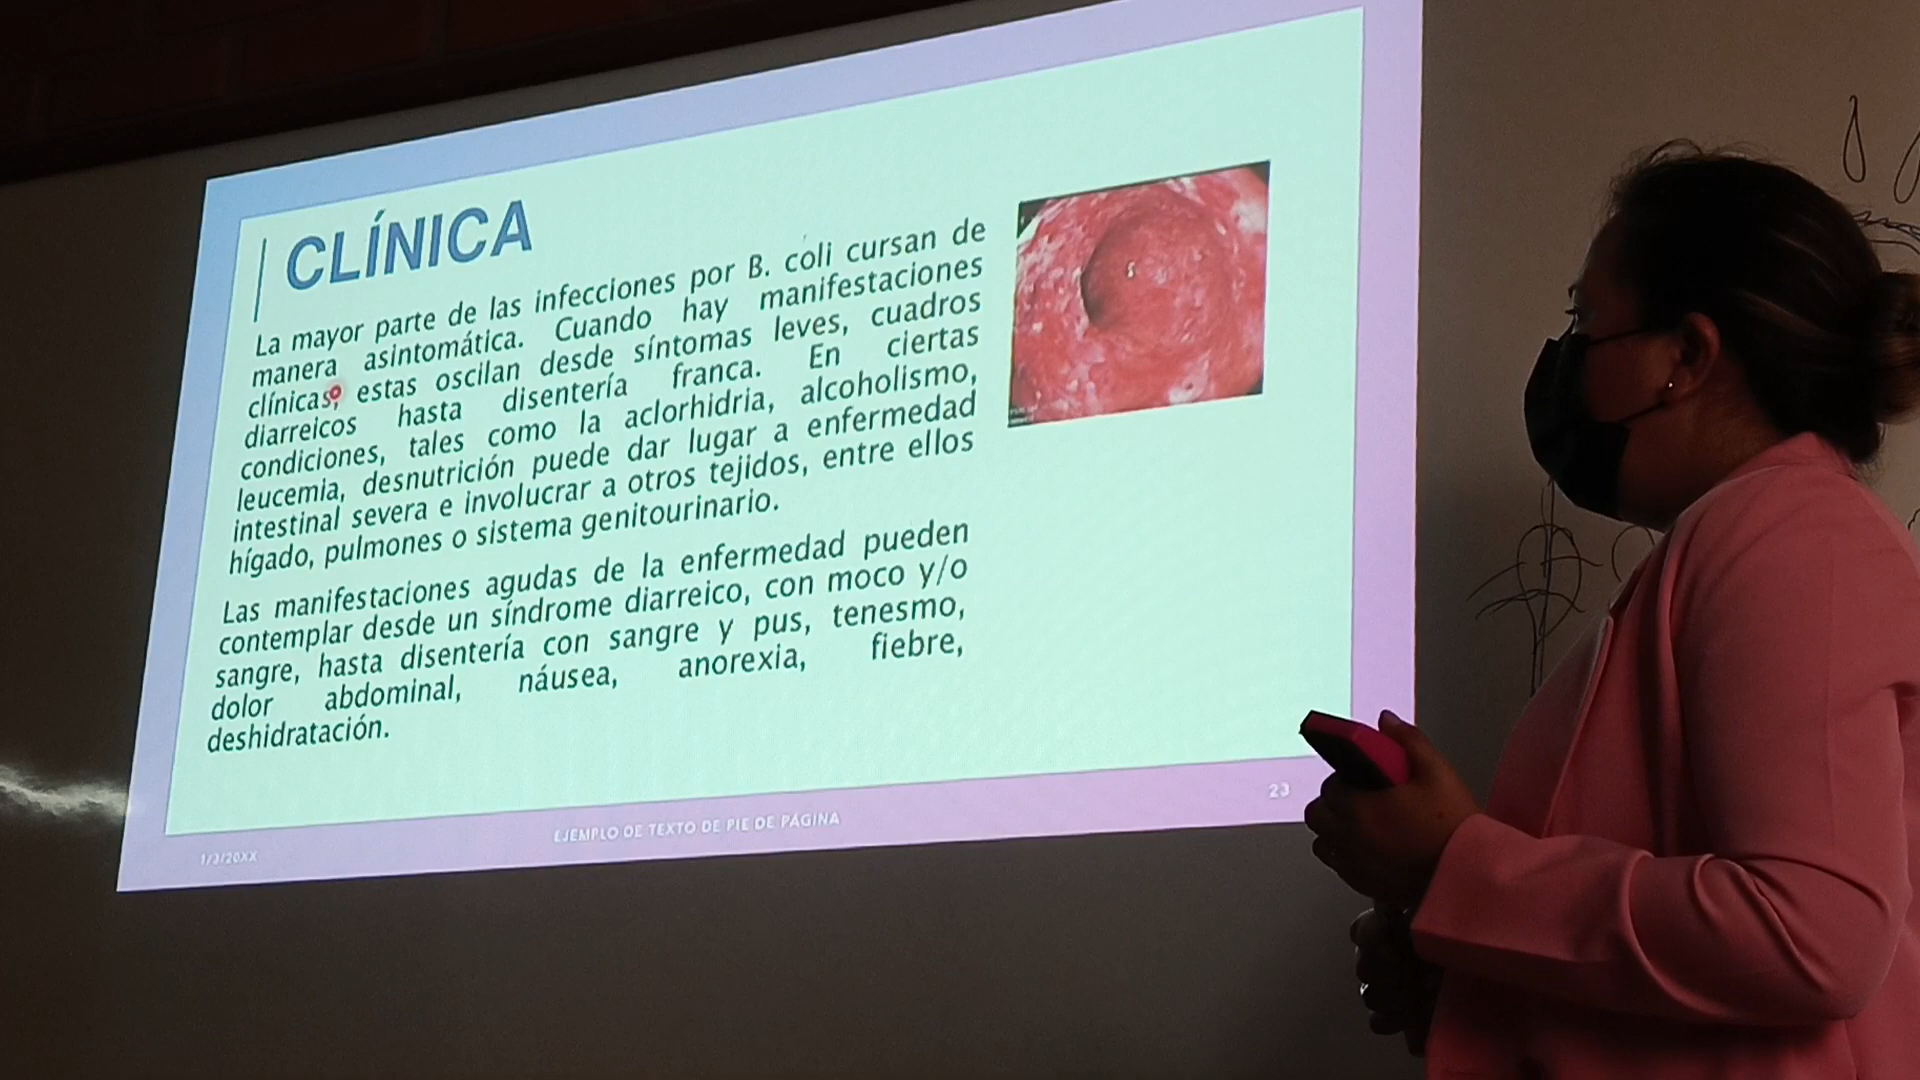 CLÍNICA
La mayor parte de las infecciones por B. coli cursan de
manera asintomática. Cuando hay manifestaciones
clínicas, estas oscilan desde síntomas leves, cuadros
diarreicos hasta disentería franca. En ciertas
condiciones, tales como la aclorhidria, alcoholismo,
leucemia, desnutrición puede dar lugar a enfermedad
intestinal severa e involucrar a otros tejidos, entre ellos
hígado, pulmones o sistema genitourinario.
Las manifestaciones agudas de la enfermedad pueden
contemplar desde un síndrome diarreico, con moco y/o
sangre, hasta disentería con sangre y pus, tenesmo,
dolor abdominal, náusea, anorexia, fiebre,
deshidratación.
1/3/20XX
EJEMPLO DE TEXTO DE PIE DE PÁGINA
23